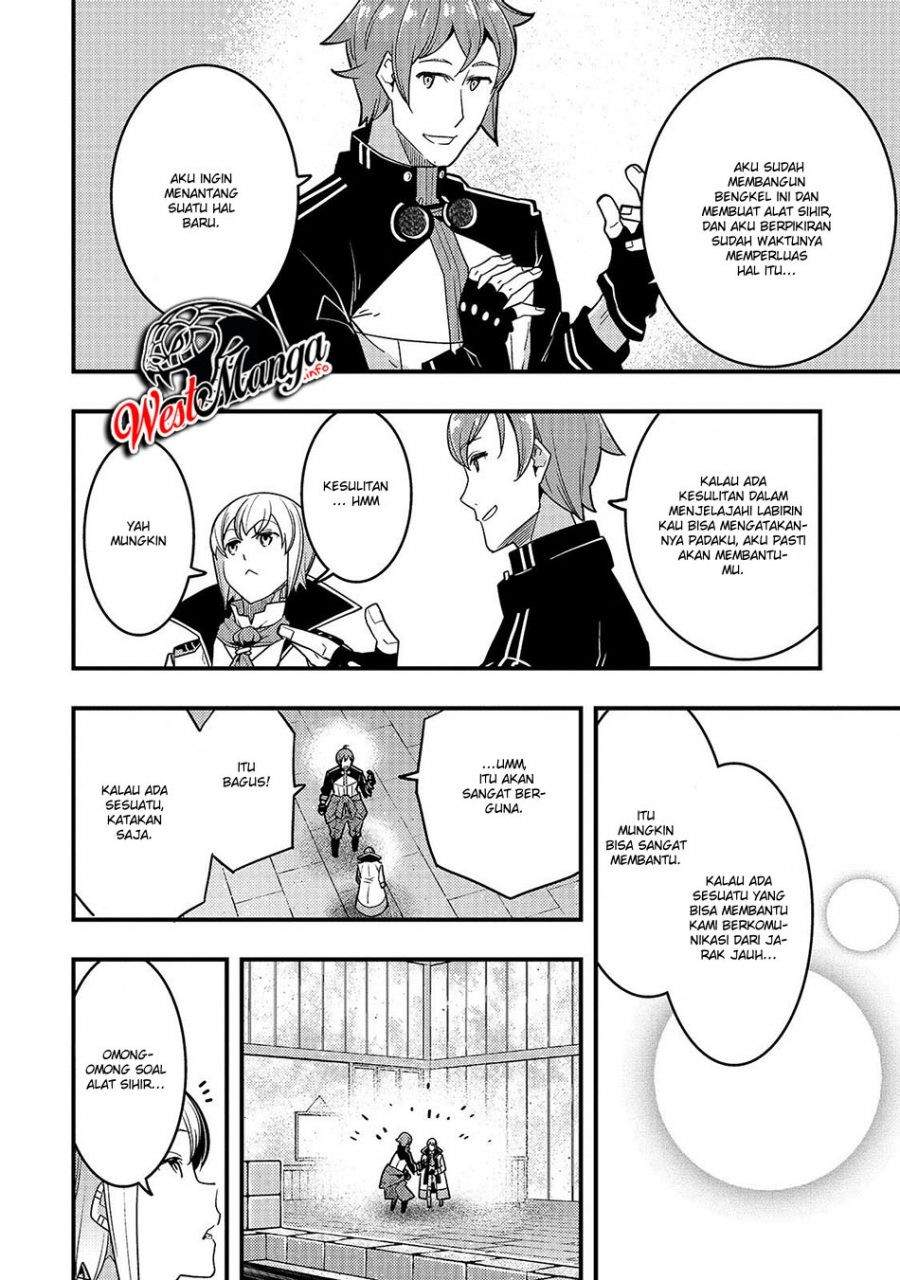 AKU SUDAH
MEMBANGUN
BENGKEL INI DAN
MEMBUAT ALAT SIHIR,
DAN AKU BERPIKIRAN
SUDAH WAKTUNYA
MEMPERLUAS
HAL ITU...
AKU INGIN
MENANTANG
SUATU HAL
BARU.
WestManga
.info
KALAU ADA
KESULITAN DALAM
MENJELAJAHI LABIRIN
KAU BISA MENGATAKAN-
NYA PADAKU, AKU PASTI
AKAN MEMBANTU-
MU.
KESULITAN
... HMM
YAH
MUNGKIN
ITU
MUNGKIN
BISA SANGAT
MEMBANTU.
KALAU ADA
SESUATU YANG
BISA MEMBANTU
KAMI BERKOMU-
NIKASI DARI JA-
RAK JAUH...
...UMM,
ITU AKAN
SANGAT BER-
GUNA.
ITU
BAGUS!
KALAU ADA
SESUATU,
KATAKAN
SAJA.
OMONG-
OMONG SOAL
ALAT SIHIR...